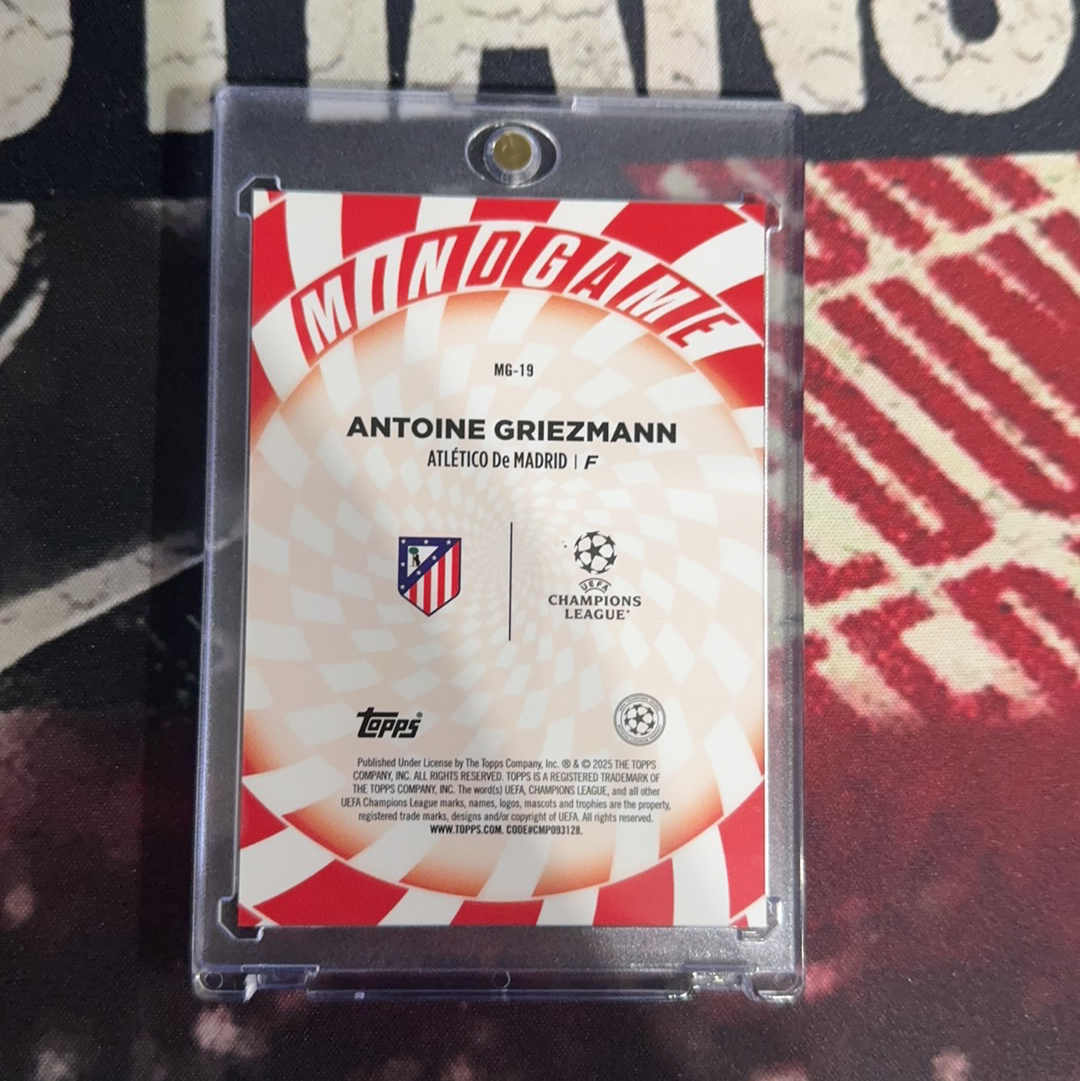 MINDGAME
MG-19
ANTOINE GRIEZMANN
ATLÉTICO De MADRID | F
UEFA
CHAMPIONS
LEAGUE
topps®
Published Under License by The Topps Company, Inc. ® & © 2025 THE TOPPS
COMPANY, INC. ALL RIGHTS RESERVED. TOPPS IS A REGISTERED TRADEMARK OF
THE TOPPS COMPANY, INC. The word(s) UEFA, CHAMPIONS LEAGUE, and all other
UEFA Champions League marks, names, logos, mascots and trophies are the property,
registered trade marks, designs and/or copyright of UEFA. All rights reserved.
WWW.TOPPS.COM. CODE#CMP093128.